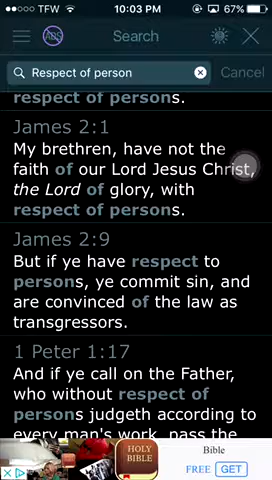 TFW 10:03 PM 67%
ADS Search
Respect of person Cancel
respect of persons.
James 2:1
My brethren, have not the
faith of our Lord Jesus Christ,
the Lord of glory, with
respect of persons.
James 2:9
But if ye have respect to
persons, ye commit sin, and
are convinced of the law as
transgressors.
1 Peter 1:17
And if ye call on the Father,
who without respect of
persons judgeth according to
every man's work, pass the
HOLY
BIBLE
Bible
FREE GET